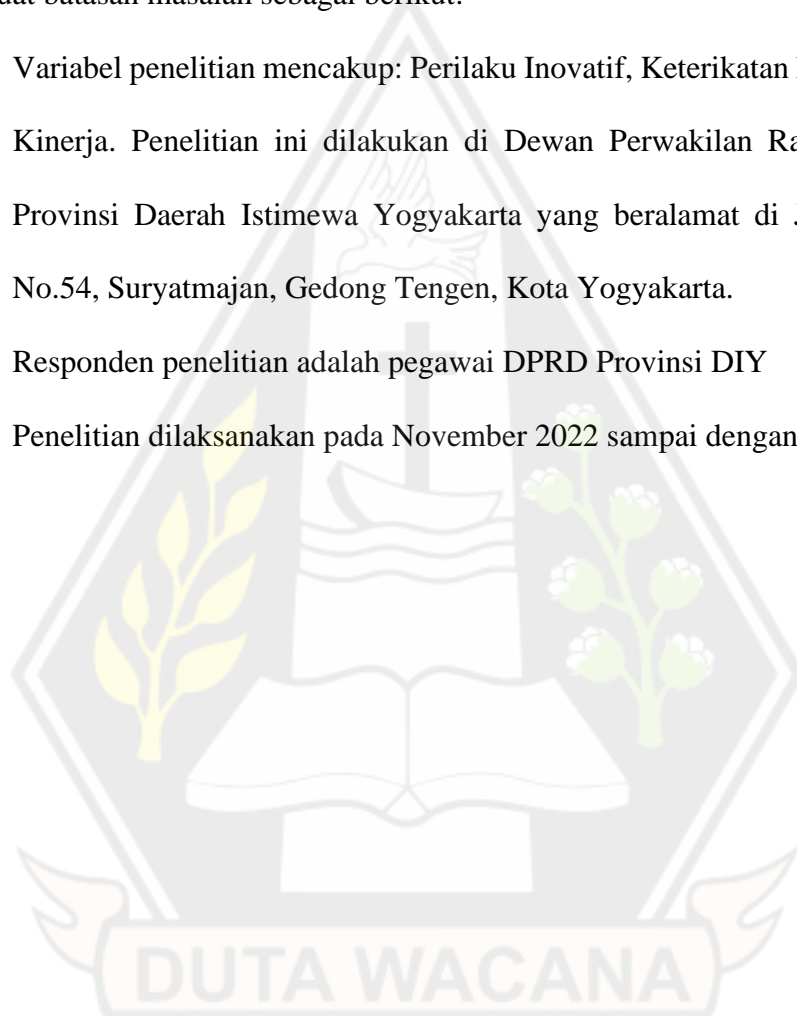 batasan masalah sebagai berikut:
Variabel penelitian mencakup: Perilaku Inovatif, Keterikatan
Kinerja. Penelitian ini dilakukan di Dewan Perwakilan
Provinsi Daerah Istimewa Yogyakarta yang beralamat di
No.54, Suryatmajan, Gedong Tengen, Kota Yogyakarta.
Responden penelitian adalah pegawai DPRD Provinsi DIY
Penelitian dilaksanakan pada November 2022 sampai dengan
DUTA WACANA